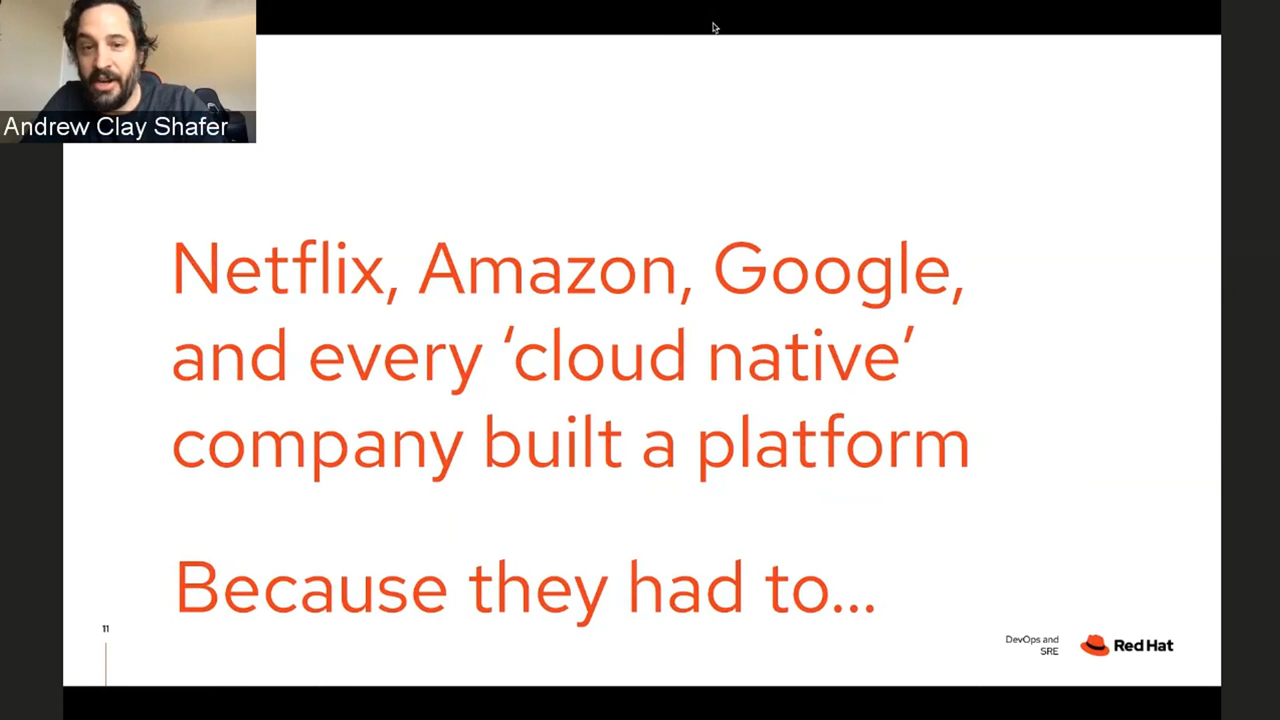 Andrew Clay Shafer
Netflix, Amazon, Google,
and every ‘cloud native’
company built a platform
Because they had to...
11
DevOps and
SRE
Red Hat